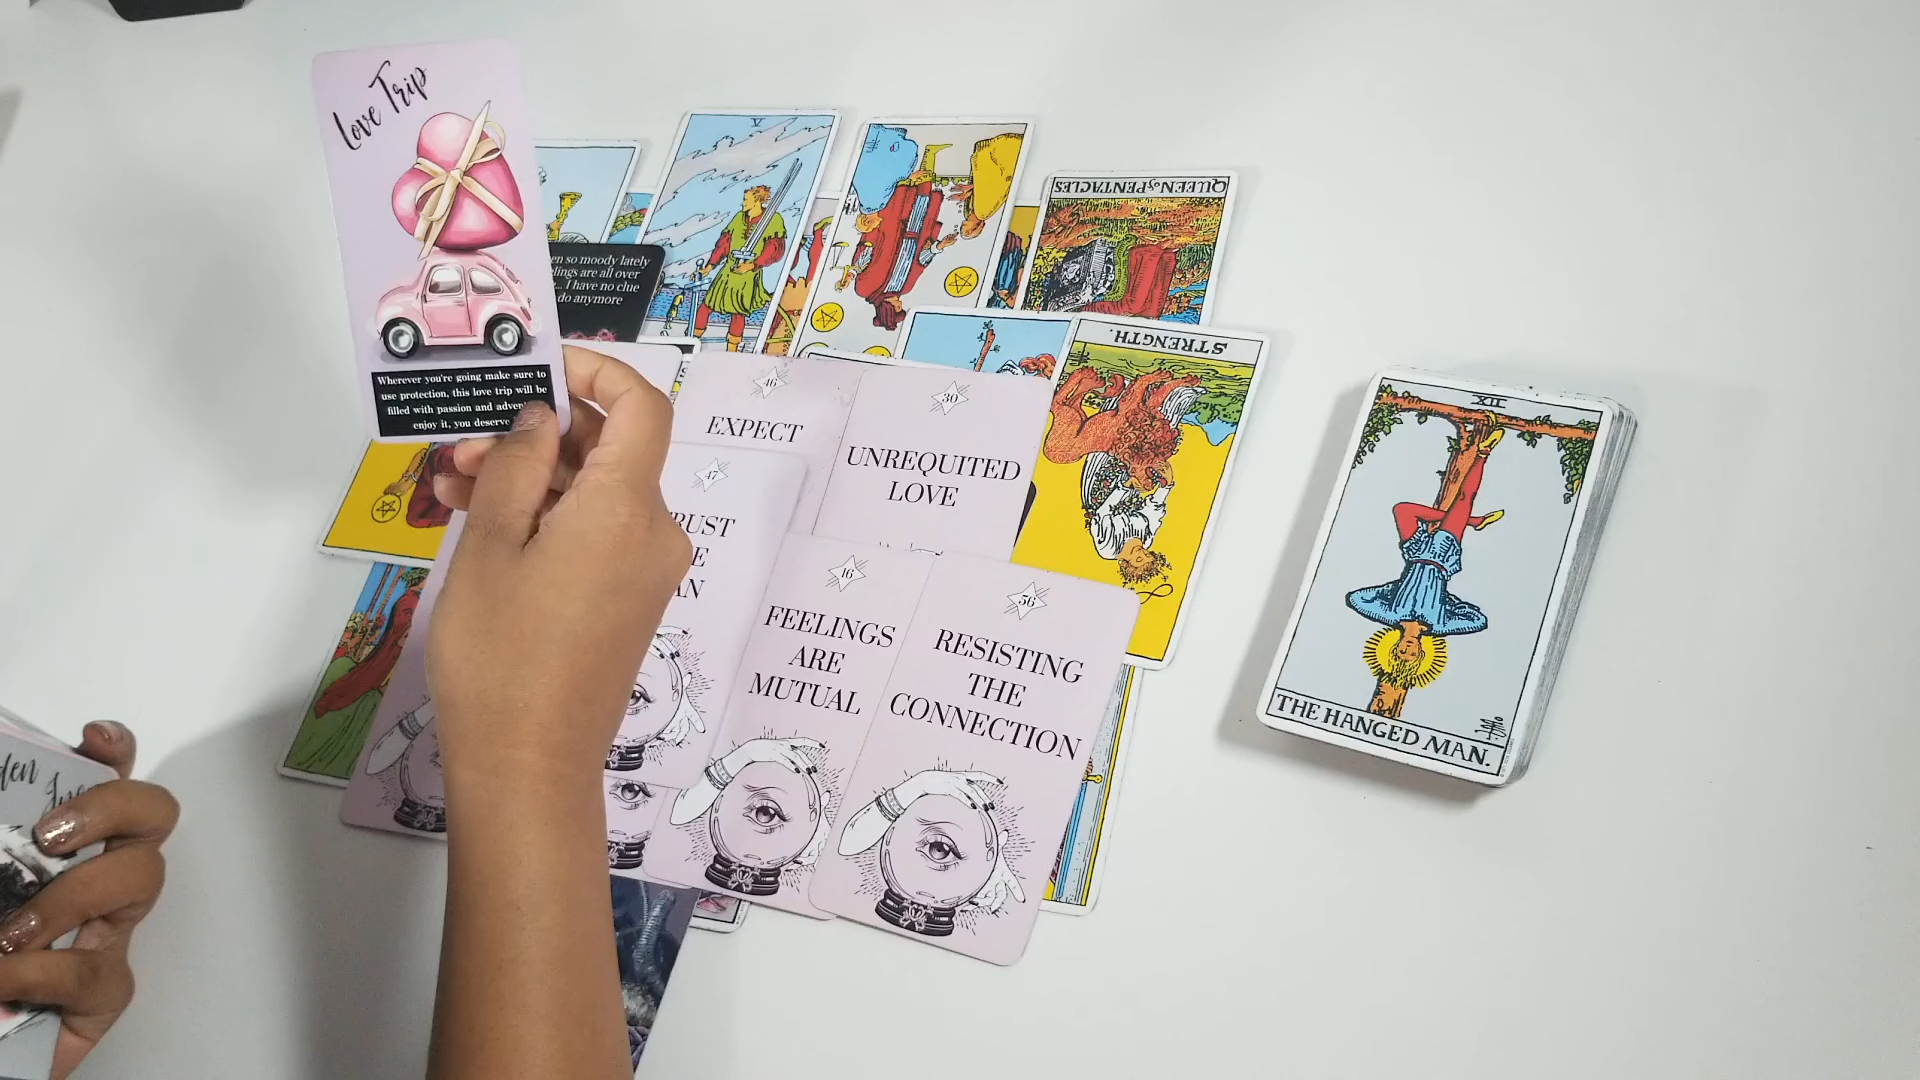 Love Trip
Wherever you're going make sure to
use protection, this love trip will be
filled with passion and
enjoy it, you deserve
so moody lately
are all over
I have no clue
do anymore
V
QUEEN of PENTACLES
STRENGTH.
46
EXPECT
30
UNREQUITED
LOVE
47
16
FEELINGS
ARE
MUTUAL
56
RESISTING
THE
CONNECTION
XII
THE HANGED MAN.